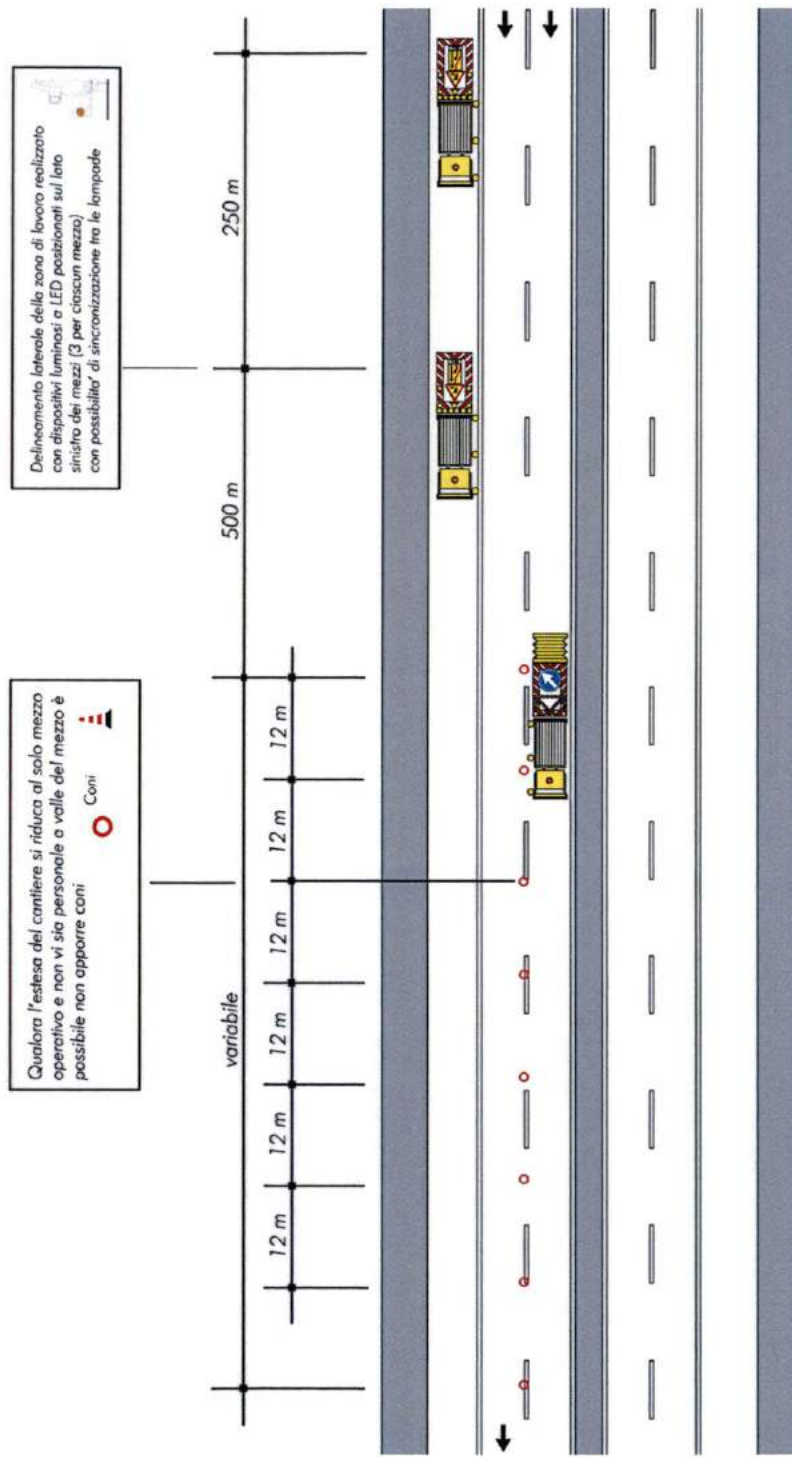 Qualora l'estesa del cantiere si riduca al solo mezzo
operativo e non vi sia personale a valle del mezzo è
possibile non apporre coni
Coni
Delineamento laterale della zona di lavoro realizzato
con dispositivi luminosi a LED posizionati sul lato
sinistro dei mezzi (3 per ciascun mezzo)
con possibilita' di sincronizzazione tra le lampade
variabile
500 m
250 m
12 m
12 m
12 m
12 m
12 m
12 m